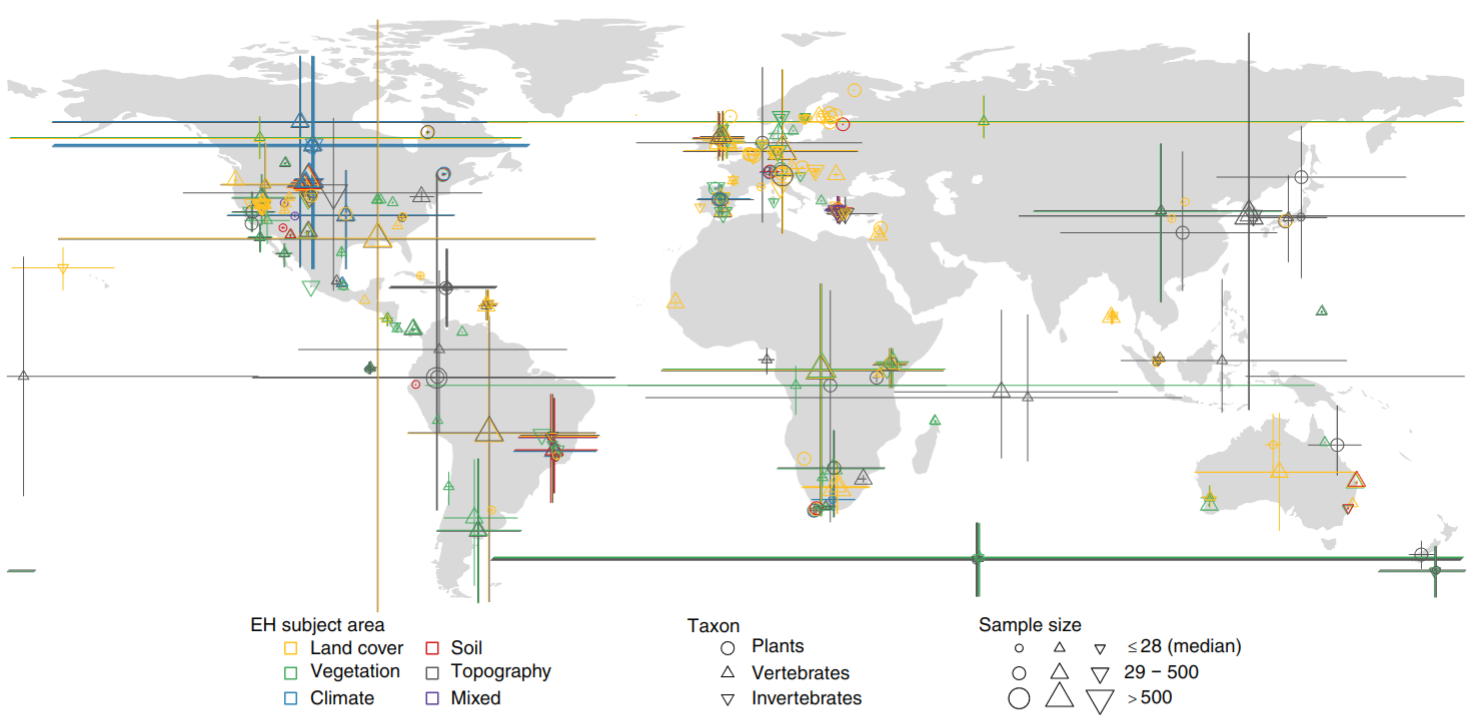 EH subject area
Land cover
Soil
Vegetation
Topography
Climate
Mixed
Taxon
Plants
Vertebrates
Invertebrates
Sample size
≤ 28 (median)
29 – 500
> 500